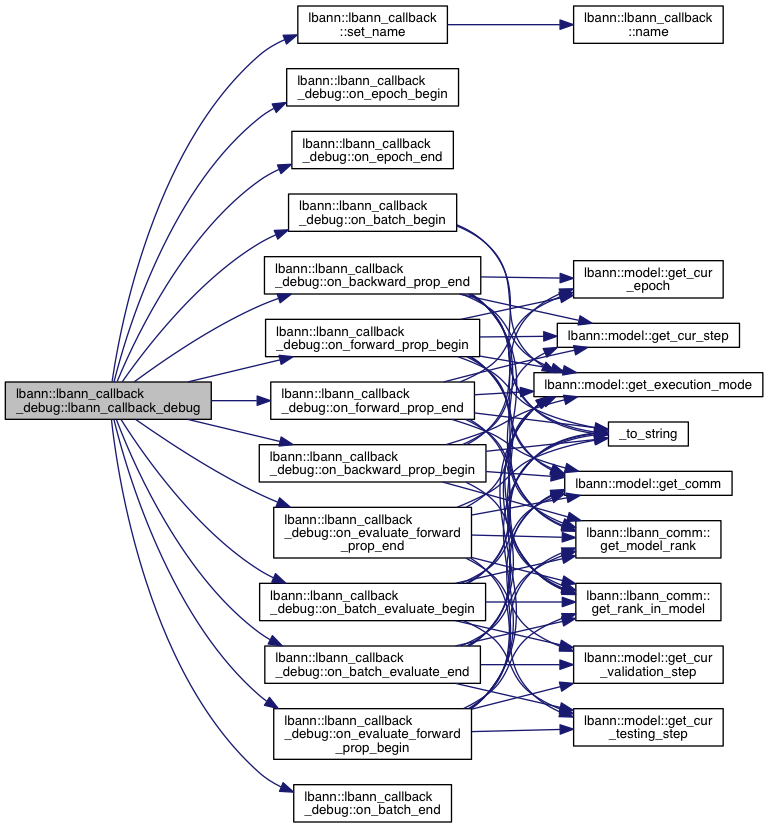 lbann::lbann_callback
_debug::lbann_callback_debug
lbann::lbann_callback
::set_name
lbann::lbann_callback
::name
lbann::lbann_callback
_debug::on_epoch_begin
lbann::lbann_callback
_debug::on_epoch_end
lbann::lbann_callback
_debug::on_batch_begin
lbann::lbann_callback
_debug::on_backward_prop_end
lbann::lbann_callback
_debug::on_forward_prop_begin
lbann::lbann_callback
_debug::on_forward_prop_end
lbann::lbann_callback
_debug::on_backward_prop_begin
lbann::lbann_callback
_debug::on_evaluate_forward
_prop_end
lbann::lbann_callback
_debug::on_batch_evaluate_begin
lbann::lbann_callback
_debug::on_batch_evaluate_end
lbann::lbann_callback
_debug::on_evaluate_forward
_prop_begin
lbann::lbann_callback
_debug::on_batch_end
lbann::model::get_cur
_epoch
lbann::model::get_cur_step
lbann::model::get_execution_mode
_to_string
lbann::model::get_comm
lbann::lbann_comm::
get_model_rank
lbann::lbann_comm::
get_rank_in_model
lbann::model::get_cur
_validation_step
lbann::model::get_cur
_testing_step